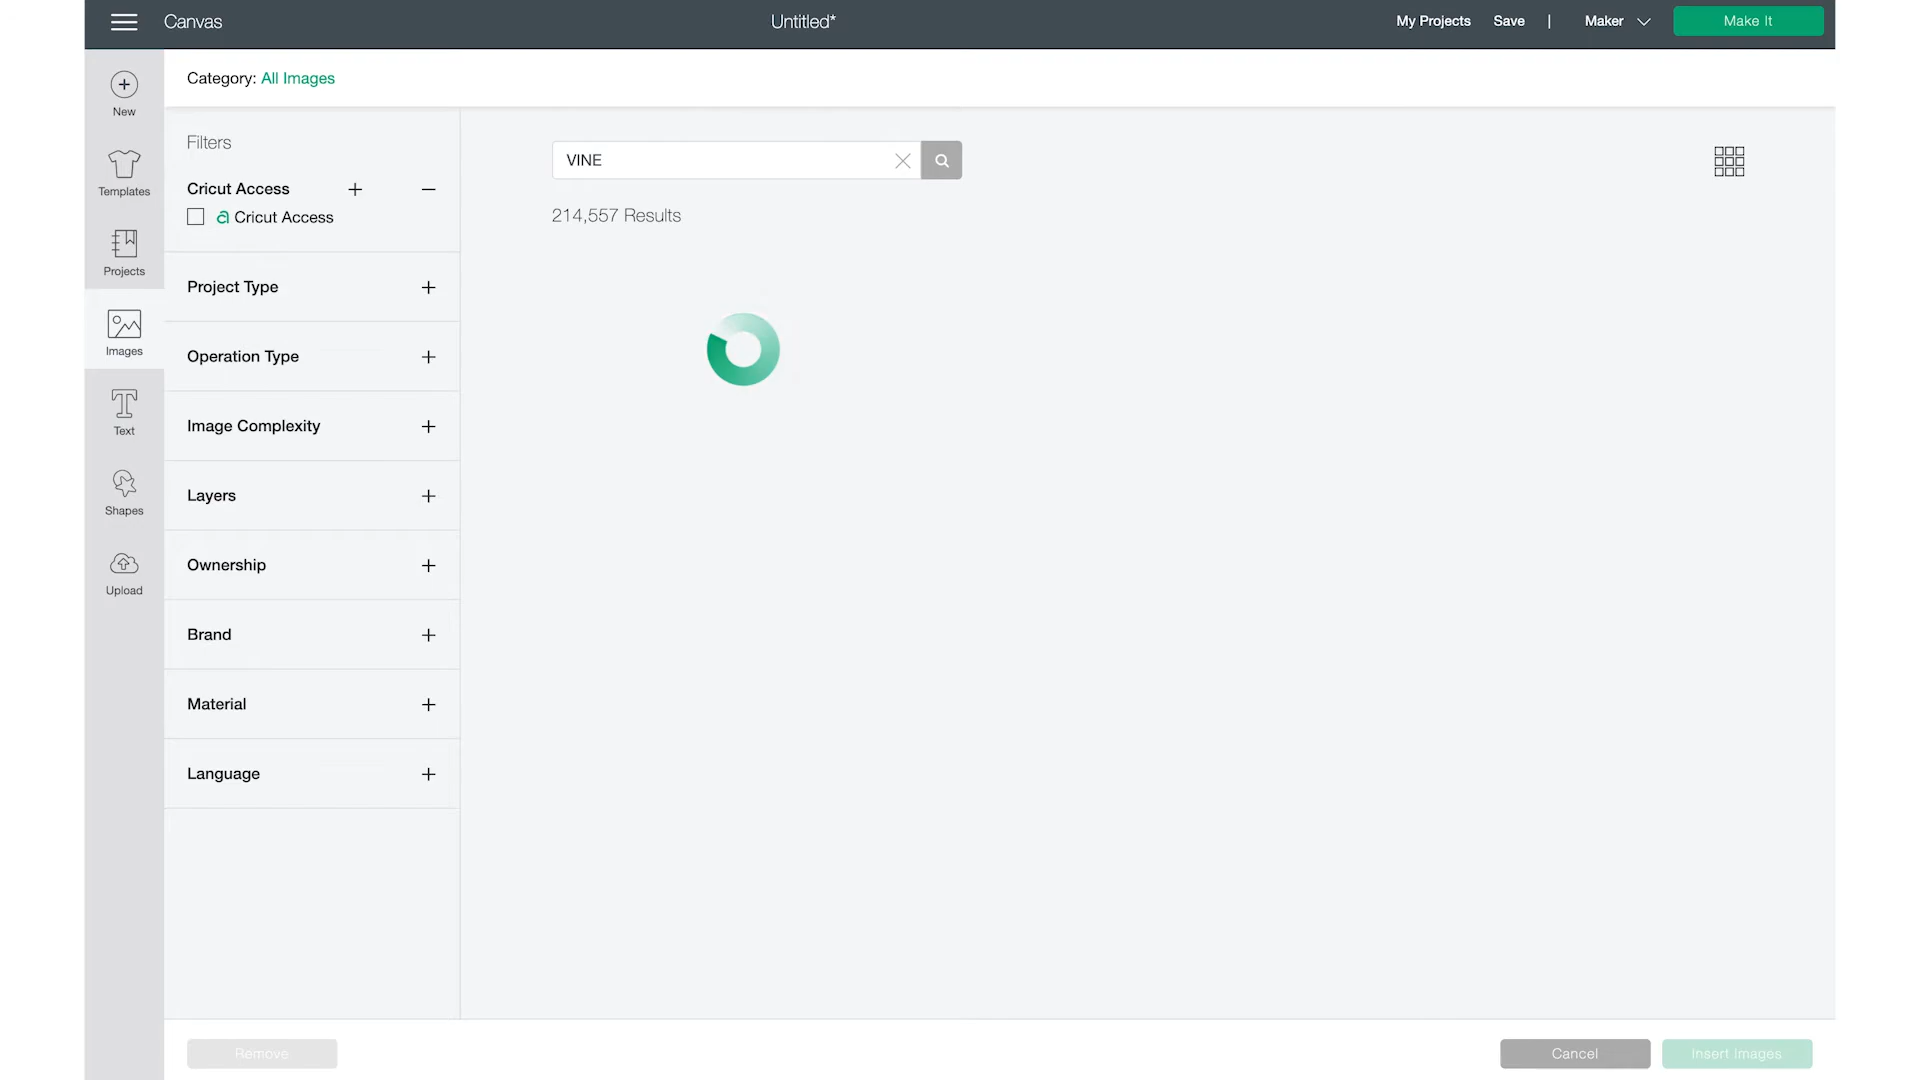 Canvas
Untitled*
My Projects
Save
|
Maker
Make It
Category: All Images
New
Templates
Projects
Images
Text
Shapes
Upload
Filters
Cricut Access
a Cricut Access
Project Type
Operation Type
Image Complexity
Layers
Ownership
Brand
Material
Language
VINE
214,557 Results
Remove
Cancel
Insert Images